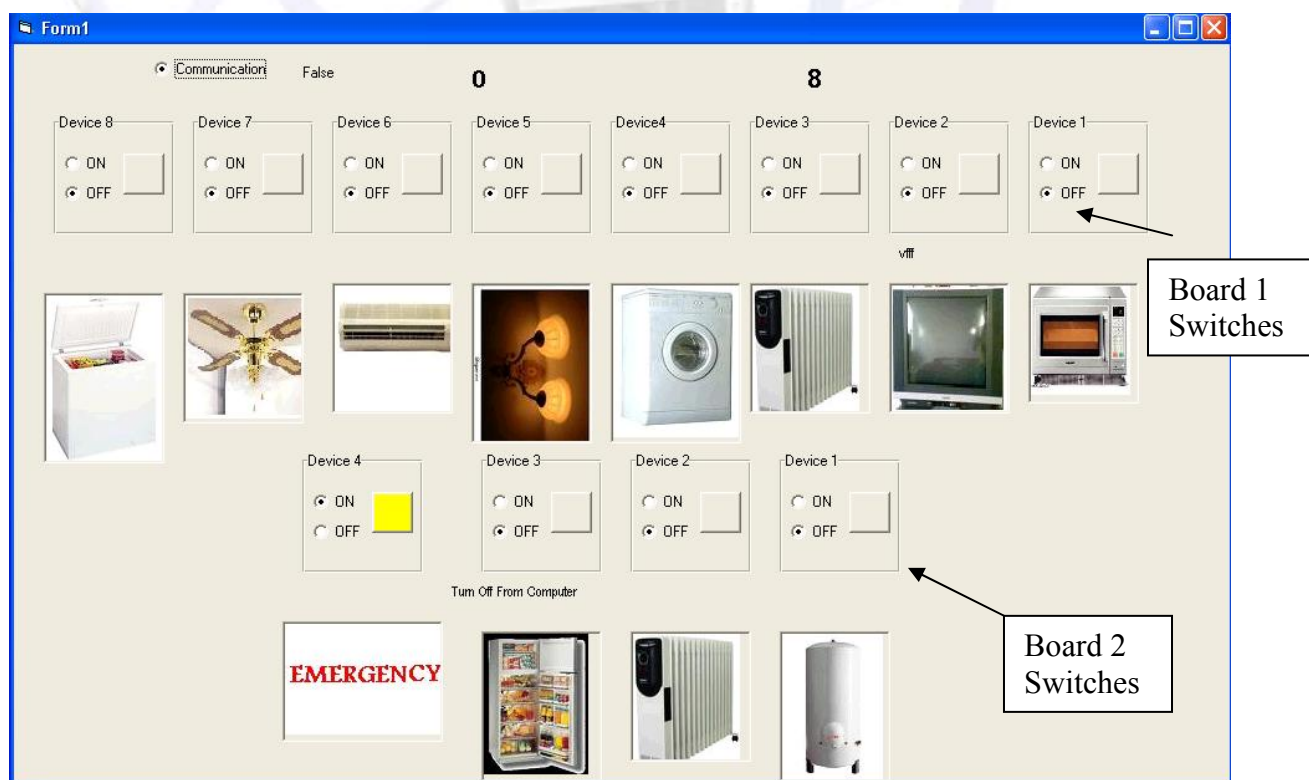 Form1
Communication False 0 8
Device 8 Device 7 Device 6 Device 5 Device4 Device 3 Device 2 Device 1
ON ON ON ON ON ON ON ON
OFF OFF OFF OFF OFF OFF OFF OFF
vfff
Board 1
Switches
Device 4 Device 3 Device 2 Device 1
ON ON ON ON
OFF OFF OFF OFF
Turn Off From Computer
EMERGENCY
Board 2
Switches